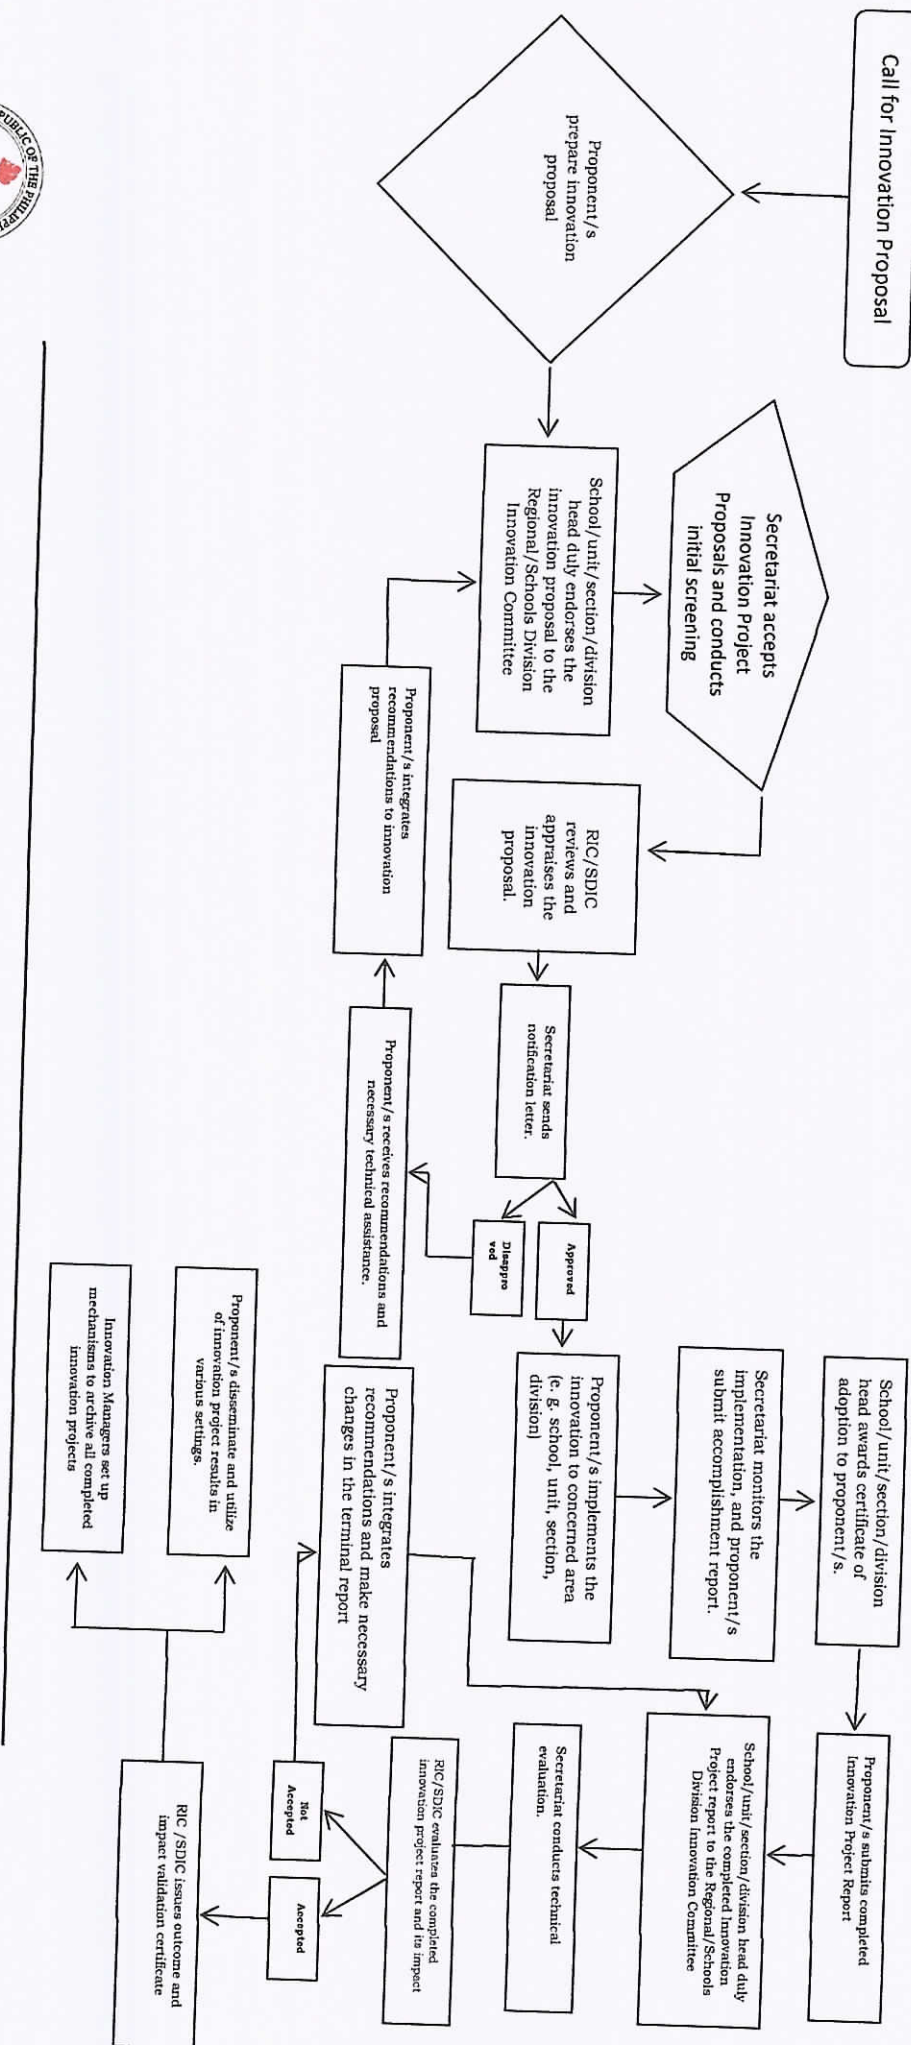 Call for Innovation Proposal
Proponent/s
prepare innovation
proposal
School/unit/section/division
head duly endorses the
innovation proposal to the
Regional/Schools Division
Innovation Committee
Secretariat accepts
Innovation Project
Proposals and conducts
initial screening
RIC/SDIC
reviews and
appraises the
innovation
proposal.
Secretariat sends
notification letter.
Approved
Disappro
ved
Proponent/s receives recommendations and
necessary technical assistance.
Proponent/s integrates
recommendations to innovation
proposal
Proponent/s implements the
innovation to concerned area
(e. g. school, unit, section,
division)
Secretariat monitors the
implementation, and proponent/s
submit accomplishment report.
School/unit/section/division
head awards certificate of
adoption to proponent/s.
Proponent/s submits completed
Innovation Project Report
School/unit/section/division head duly
endorses the completed Innovation
Project report to the Regional/Schools
Division Innovation Committee
Secretariat conducts technical
evaluation.
RIC/SDIC evaluates the completed
innovation project report and its impact
Not
Accepted
Accepted
Proponent/s integrates
recommendations and make necessary
changes in the terminal report
RIC /SDIC issues outcome and
impact validation certificate
Proponent/s disseminate and utilize
of innovation project results in
various settings.
Innovation Managers set up
mechanisms to archive all completed
innovation projects
OF THE